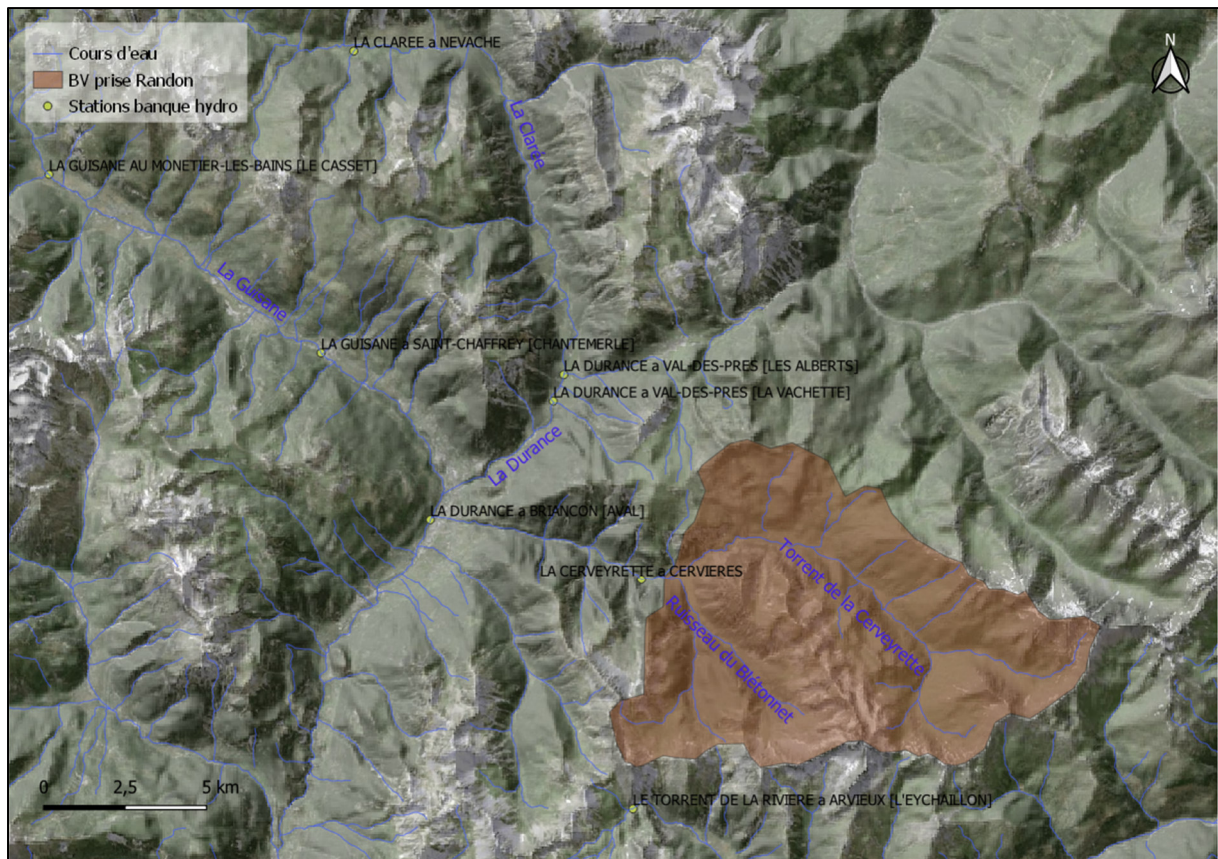 Cours d'eau
BV prise Randon
Stations banque hydro
N
LA CLAREE a NEVACHE
La Clarée
LA GUISANE AU MONETIER-LES-BAINS [LE CASSET]
La Guisane
LA GUISANE a SAINT-CHAFFREY [CHANTEMERLE]
LA DURANCE a VAL-DES-PRES [LES ALBERTS]
LA DURANCE a VAL-DES-PRES [LA VACHETTE]
La Durance
LA DURANCE a BRIANCON [AVAL]
Torrent de la Cerveyrette
LA CERVEYRETTE a CERVIERES
Ruisseau du Blétonnet
0 2,5 5 km
LE TORRENT DE LA RIVIERE a ARVIEUX [L'EYCHAILLON]